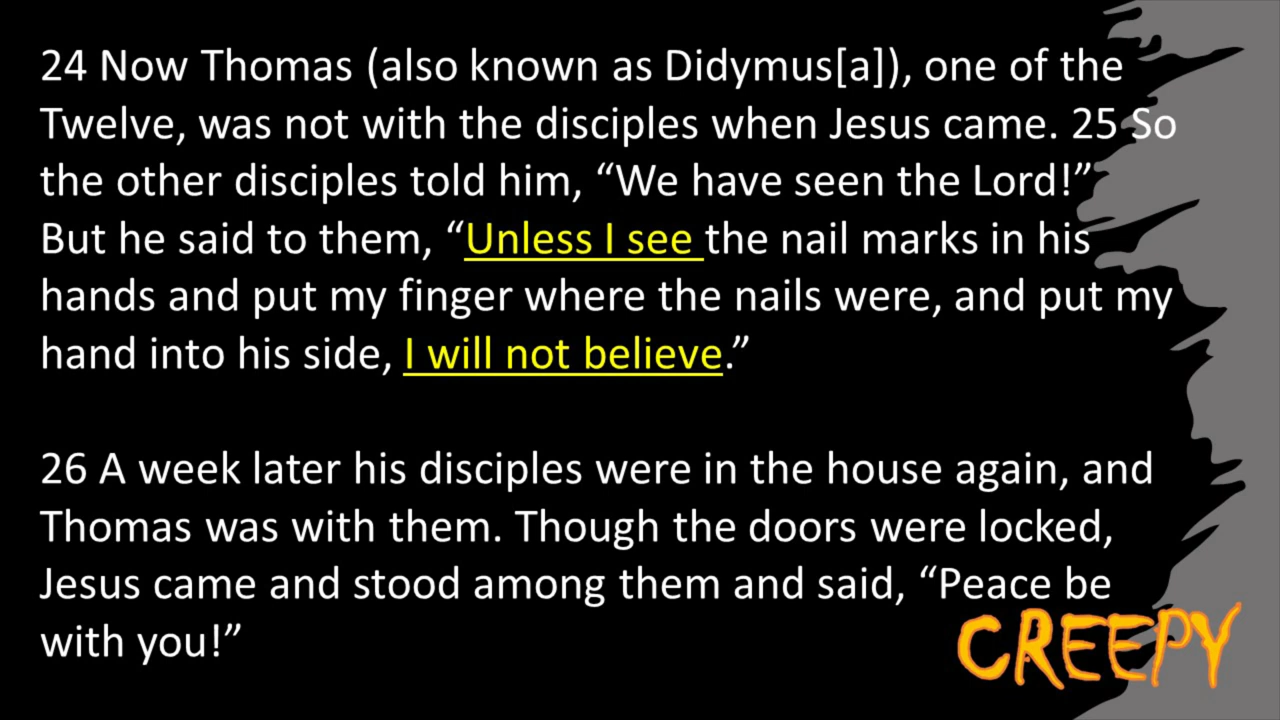 24 Now Thomas (also known as Didymus[a]), one of the
Twelve, was not with the disciples when Jesus came. 25 So
the other disciples told him, “We have seen the Lord!”
But he said to them, “Unless I see the nail marks in his
hands and put my finger where the nails were, and put my
hand into his side, I will not believe.”
26 A week later his disciples were in the house again, and
Thomas was with them. Though the doors were locked,
Jesus came and stood among them and said, “Peace be
with you!”
CREEPY